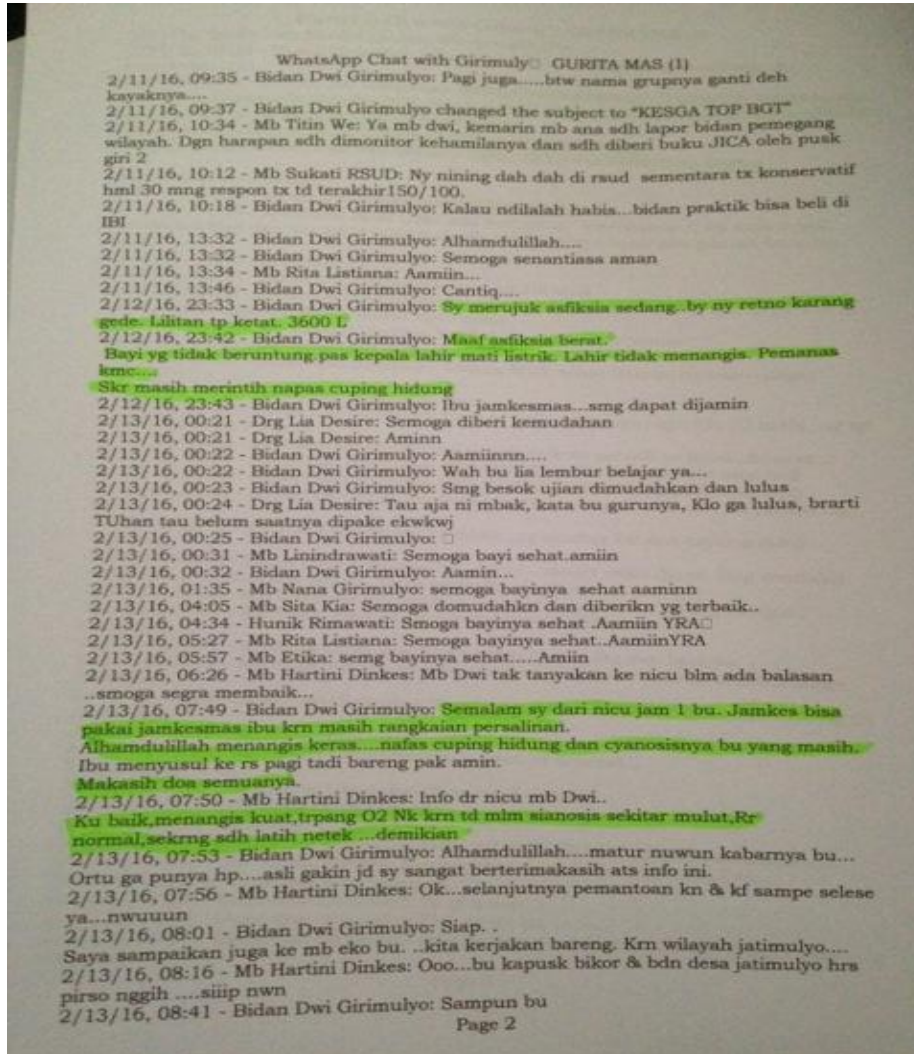 WhatsApp Chat with Girimuly□ GURITA MAS (1)
2/11/16, 09:35 - Bidan Dwi Girimulyo: Pagi juga.....btw nama grupnya ganti deh
kayaknya....
2/11/16, 09:37 - Bidan Dwi Girimulyo changed the subject to "KESGA TOP BGT"
2/11/16, 10:34 - Mb Titin We: Ya mb dwi, kemarin mb ana sdh lapor bidan pemegang
wilayah. Dgn harapan sdh dimonitor kehamilanya dan sdh diberi buku JICA oleh pusk
giri 2
2/11/16, 10:12 - Mb Sukati RSUD: Ny nining dah dah di rsud sementara tx konservatif
hml 30 mng respon tx td terakhir150/100.
2/11/16, 10:18 - Bidan Dwi Girimulyo: Kalau ndilalah habis...bidan praktik bisa beli di
IBI
2/11/16, 13:32 - Bidan Dwi Girimulyo: Alhamdulillah....
2/11/16, 13:32 - Bidan Dwi Girimulyo: Semoga senantiasa aman
2/11/16, 13:34 - Mb Rita Listiana: Aamiin...
2/11/16, 13:46 - Bidan Dwi Girimulyo: Cantiq....
2/12/16, 23:33 - Bidan Dwi Girimulyo: Sy merujuk asfiksia sedang..by ny retno karang
gede. Lilitan tp ketat. 3600 L
2/12/16, 23:42 - Bidan Dwi Girimulyo: Maaf asfiksia berat.
Bayi yg tidak beruntung pas kepala lahir mati listrik. Lahir tidak menangis. Pemanas
kmc....
Skr masih merintih napas cuping hidung
2/12/16, 23:43 - Bidan Dwi Girimulyo: Ibu jamkesmas...smg dapat dijamin
2/13/16, 00:21 - Drg Lia Desire: Semoga diberi kemudahan
2/13/16, 00:21 - Drg Lia Desire: Aminn
2/13/16, 00:22 - Bidan Dwi Girimulyo: Aamiinnn....
2/13/16, 00:22 - Bidan Dwi Girimulyo: Wah bu lia lembur belajar ya...
2/13/16, 00:23 - Bidan Dwi Girimulyo: Smg besok ujian dimudahkan dan lulus
2/13/16, 00:24 - Drg Lia Desire: Tau aja ni mbak, kata bu gurunya, Klo ga lulus, brarti
TUhan tau belum saatnya dipake ekwkwj
2/13/16, 00:25 - Bidan Dwi Girimulyo: □
2/13/16, 00:31 - Mb Linindrawati: Semoga bayi sehat.amiin
2/13/16, 00:32 - Bidan Dwi Girimulyo: Aamin...
2/13/16, 01:35 - Mb Nana Girimulyo: semoga bayinya sehat aaminn
2/13/16, 04:05 - Mb Sita Kia: Semoga domudahkn dan diberikn yg terbaik..
2/13/16, 04:34 - Hunik Rimawati: Smoga bayinya sehat .Aamiin YRA□
2/13/16, 05:27 - Mb Rita Listiana: Semoga bayinya sehat..AamiinYRA
2/13/16, 05:57 - Mb Etika: semg bayinya sehat.....Amiin
2/13/16, 06:26 - Mb Hartini Dinkes: Mb Dwi tak tanyakan ke nicu blm ada balasan
..smoga segra membaik...
2/13/16, 07:49 - Bidan Dwi Girimulyo: Semalam sy dari nicu jam 1 bu. Jamkes bisa
pakai jamkesmas ibu krn masih rangkaian persalinan.
Alhamdulillah menangis keras....nafas cuping hidung dan cyanosisnya bu yang masih.
Ibu menyusul ke rs pagi tadi bareng pak amin.
Makasih doa semuanya.
2/13/16, 07:50 - Mb Hartini Dinkes: Info dr nicu mb Dwi..
Ku baik,menangis kuat,trpsng O2 Nk krn td mlm sianosis sekitar mulut,Rr
normal,sekrng sdh latih netek ...demikian
2/13/16, 07:53 - Bidan Dwi Girimulyo: Alhamdulillah....matur nuwun kabarnya bu...
Ortu ga punya hp....asli gakin jd sy sangat berterimakasih ats info ini.
2/13/16, 07:56 - Mb Hartini Dinkes: Ok...selanjutnya pemantoan kn & kf sampe selese
ya...nwuuun
2/13/16, 08:01 - Bidan Dwi Girimulyo: Siap. .
Saya sampaikan juga ke mb eko bu. ..kita kerjakan bareng. Krn wilayah jatimulyo....
2/13/16, 08:16 - Mb Hartini Dinkes: Ooo...bu kapusk bikor & bdn desa jatimulyo hrs
pirso nggih ....siiip nwn
2/13/16, 08:41 - Bidan Dwi Girimulyo: Sampun bu
Page 2